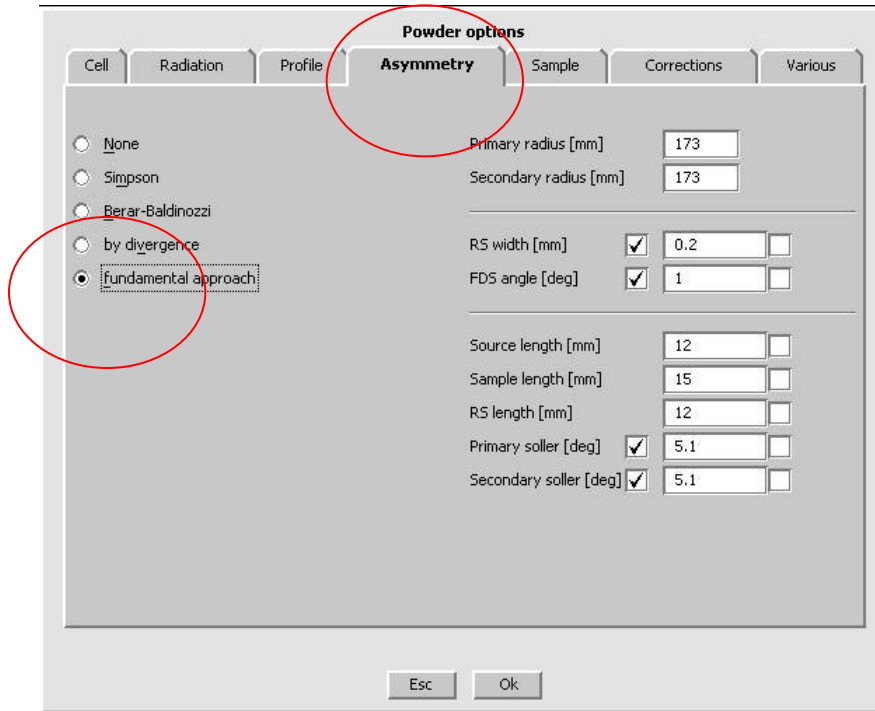 Powder options
Cell Radiation Profile Asymmetry Sample Corrections Various
None
Simpson
Berar-Baldinozzi
by divergence
fundamental approach
Primary radius [mm] 173
Secondary radius [mm] 173
RS width [mm] 0.2
FDS angle [deg] 1
Source length [mm] 12
Sample length [mm] 15
RS length [mm] 12
Primary soller [deg] 5.1
Secondary soller [deg] 5.1
Esc Ok